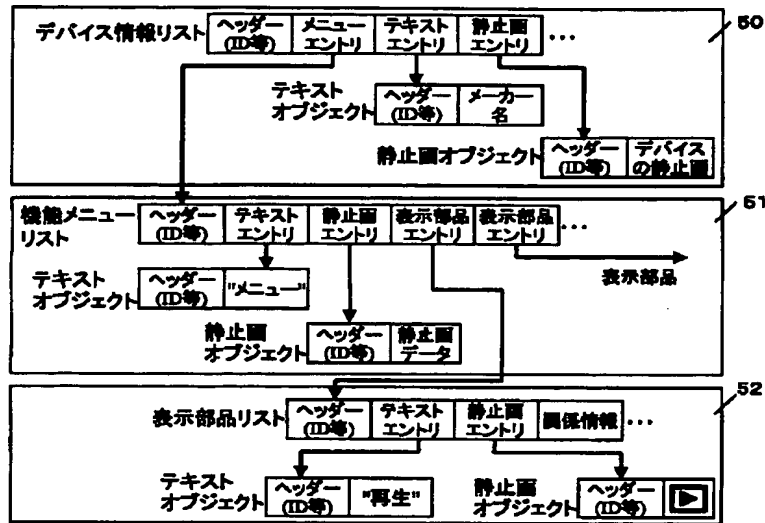 50
デバイス情報リスト
ヘッダー
(ID等)
メニュー
エントリ
テキスト
エントリ
静止画
エントリ
・・・
テキスト
オブジェクト
ヘッダー
(ID等)
メーカー
名
静止画オブジェクト
ヘッダー
(ID等)
デバイス
の静止画
51
機能メニュー
リスト
ヘッダー
(ID等)
テキスト
エントリ
静止画
エントリ
表示部品
エントリ
表示部品
エントリ
・・・
表示部品
テキスト
オブジェクト
ヘッダー
(ID等)
"メニュー"
静止画
オブジェクト
ヘッダー
(ID等)
静止画
データ
52
表示部品リスト
ヘッダー
(ID等)
テキスト
エントリ
静止画
エントリ
関係情報
・・・
テキスト
オブジェクト
ヘッダー
(ID等)
"再生"
静止画
オブジェクト
ヘッダー
(ID等)